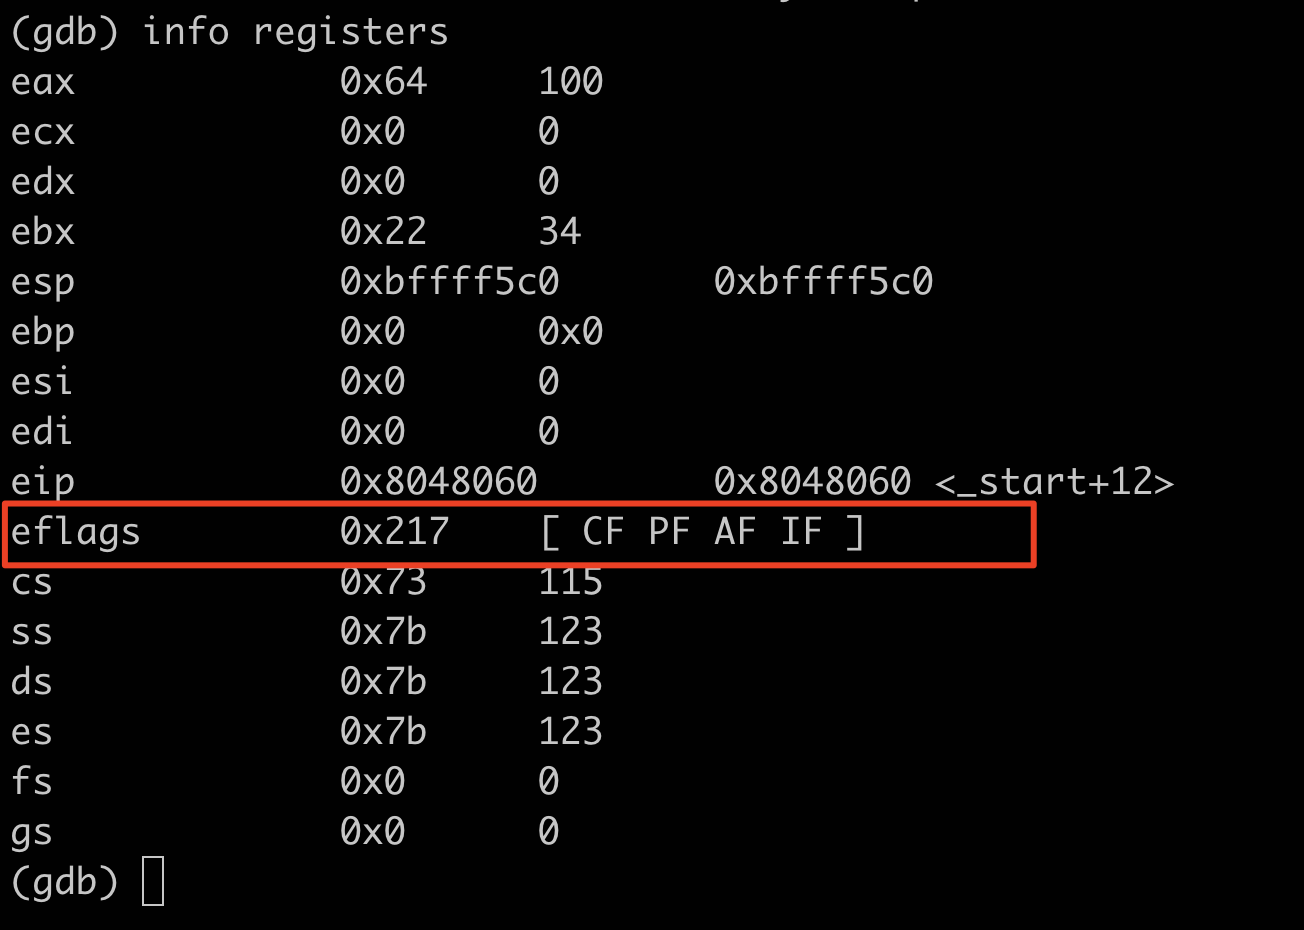 (gdb) info registers
eax 0x64 100
ecx 0x0 0
edx 0x0 0
ebx 0x22 34
esp 0xbffff5c0 0xbffff5c0
ebp 0x0 0x0
esi 0x0 0
edi 0x0 0
eip 0x8048060 0x8048060 <_start+12>
eflags 0x217 [ CF PF AF IF ]
cs 0x73 115
ss 0x7b 123
ds 0x7b 123
es 0x7b 123
fs 0x0 0
gs 0x0 0
(gdb)